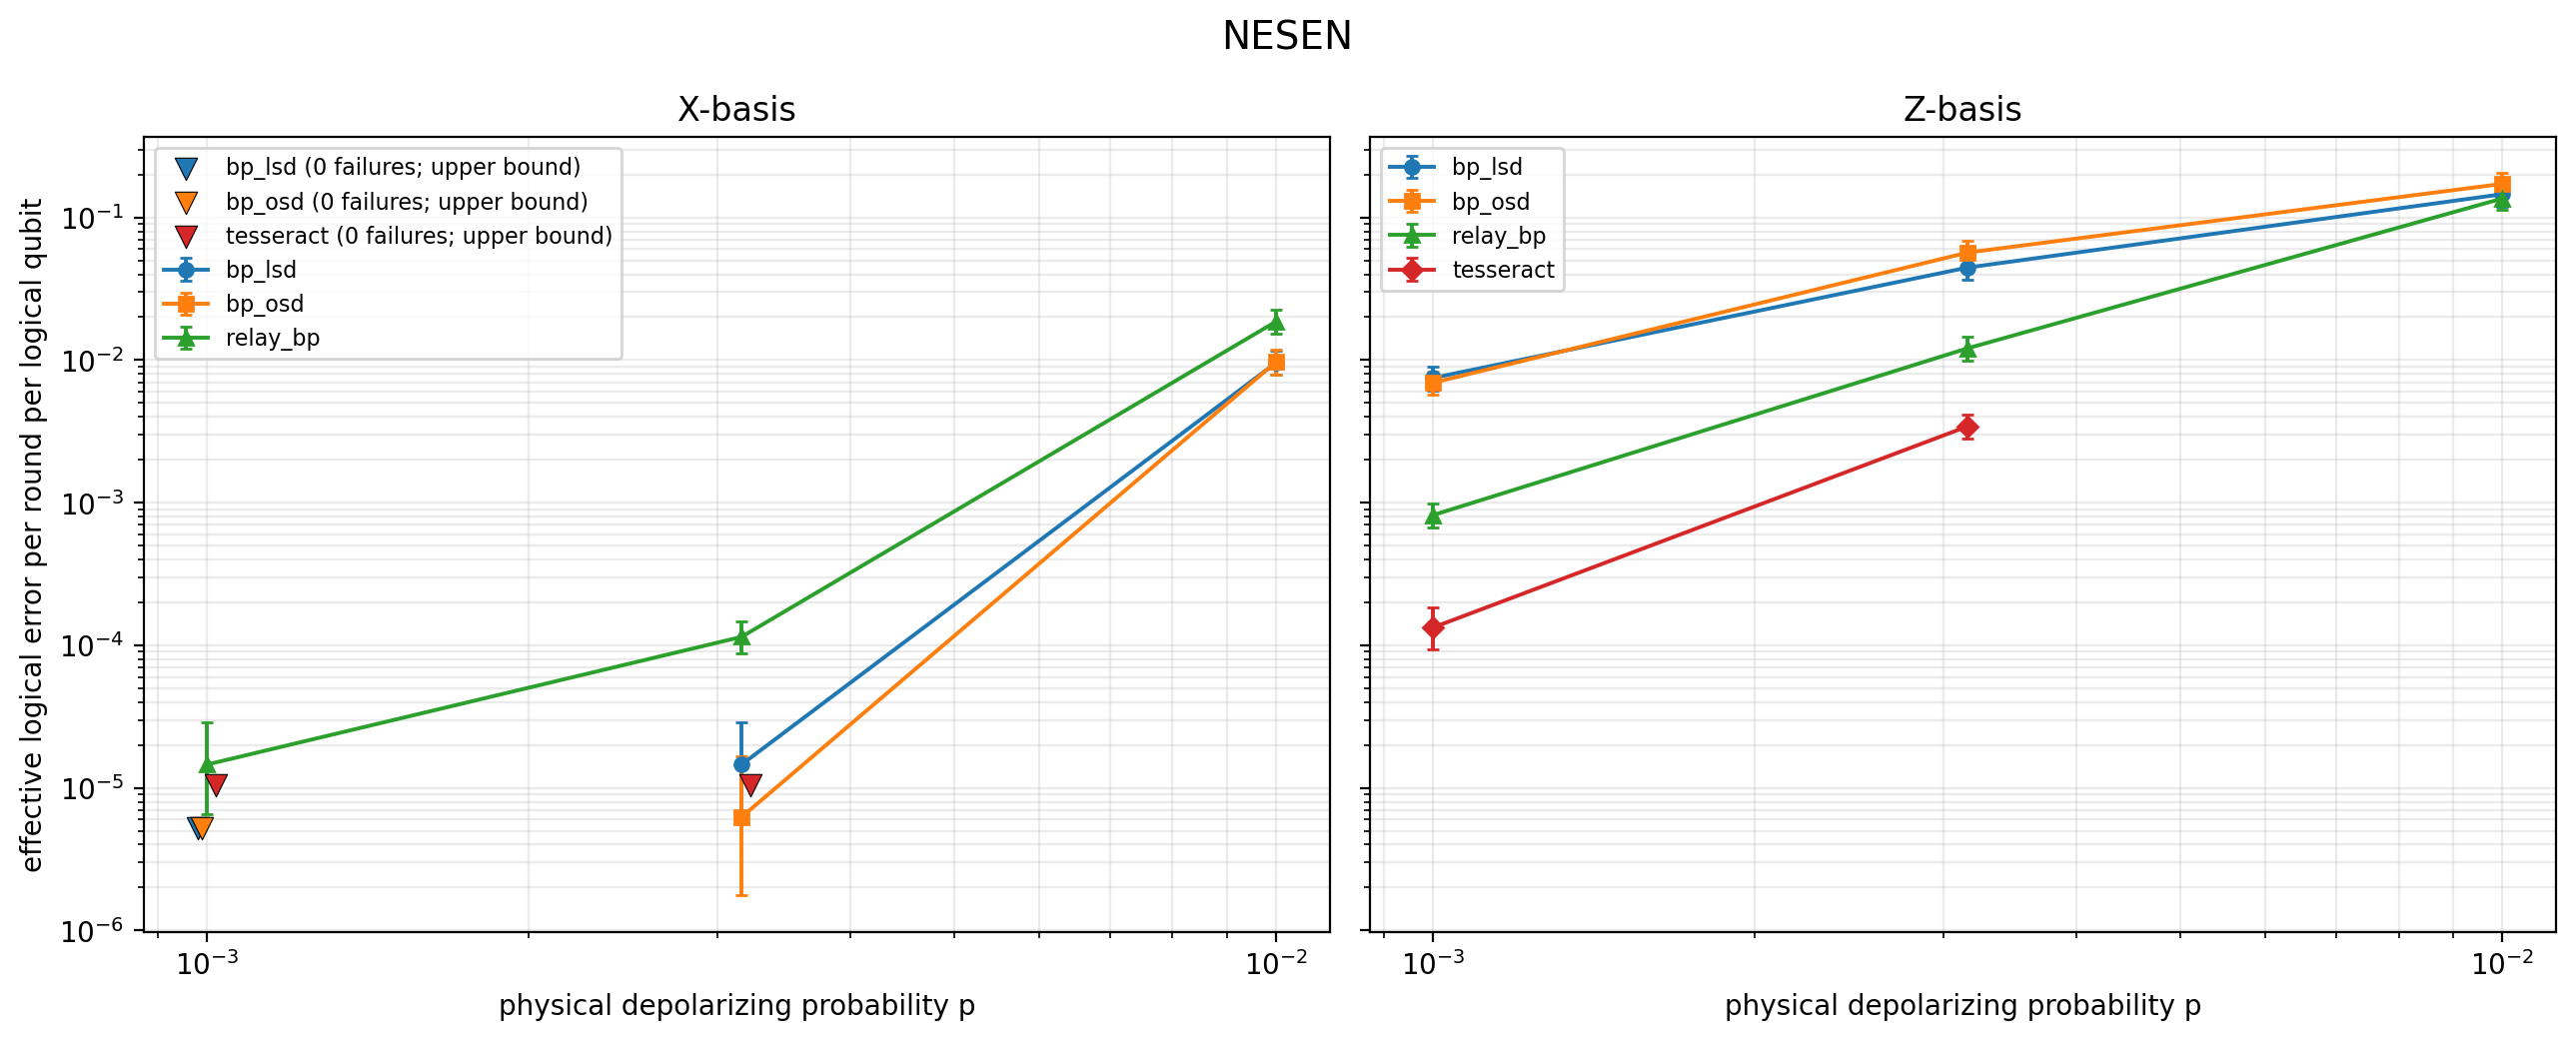 NESEN
X-basis
bp_lsd (0 failures; upper bound)
bp_osd (0 failures; upper bound)
tesseract (0 failures; upper bound)
bp_lsd
bp_osd
relay_bp
effective logical error per round per logical qubit
10⁻¹
10⁻²
10⁻³
10⁻⁴
10⁻⁵
10⁻⁶
10⁻³
10⁻²
physical depolarizing probability p
Z-basis
bp_lsd
bp_osd
relay_bp
tesseract
10⁻³
10⁻²
physical depolarizing probability p